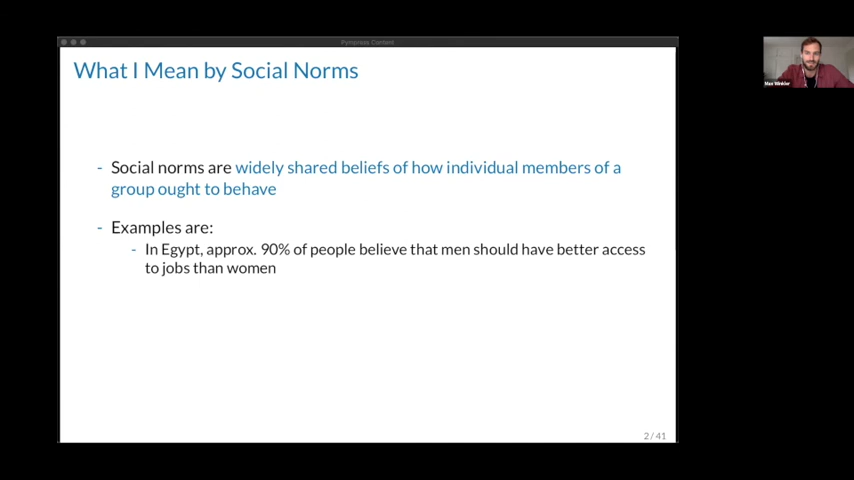 Pympress Content
What I Mean by Social Norms
- Social norms are widely shared beliefs of how individual members of a
group ought to behave
- Examples are:
- In Egypt, approx. 90% of people believe that men should have better access
to jobs than women
2 / 41
Max Winkler